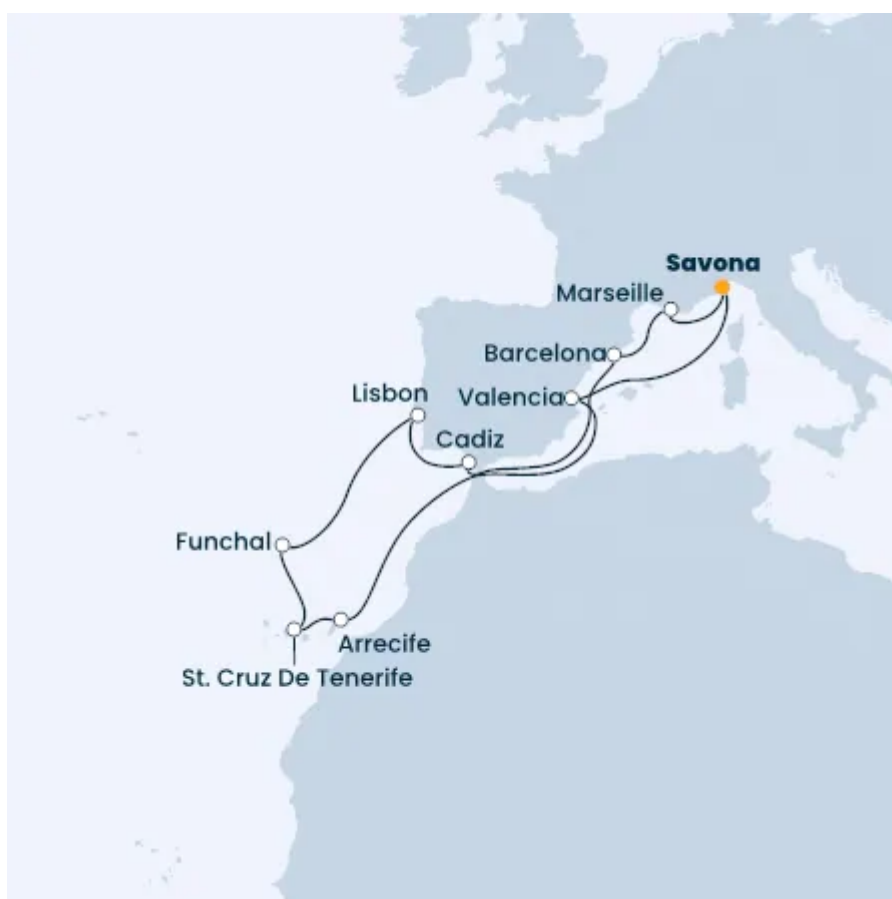 Savona
Marseille
Barcelona
Lisbon
Valencia
Cadiz
Funchal
Arrecife
St. Cruz De Tenerife